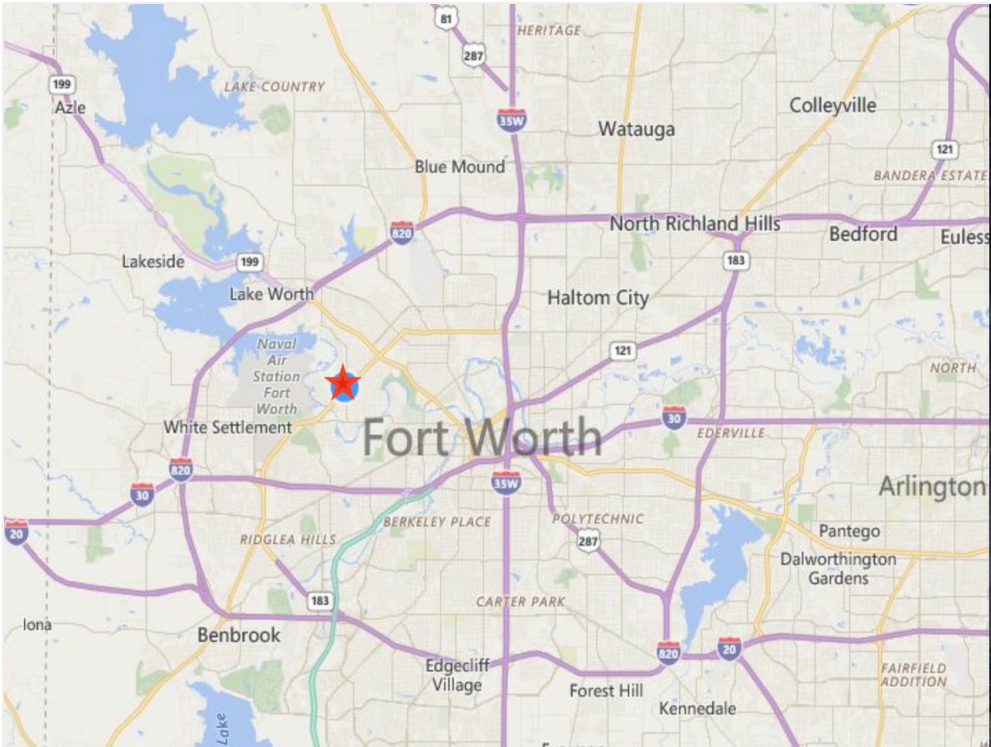 81
HERITAGE
287
199
LAKE COUNTRY
Azle
Colleyville
35W
Watauga
121
Blue Mound
BANDERA ESTATE
North Richland Hills
820
Bedford
Euless
Lakeside
199
183
Lake Worth
Haltom City
Naval
Air
Station
Fort
Worth
121
NORTH
30
White Settlement
Fort Worth
EDERVILLE
820
30
35W
Arlington
20
BERKELEY PLACE
POLYTECHNIC
RIDGLEA HILLS
287
Pantego
Dalworthington
Gardens
183
CARTER PARK
Iona
Benbrook
820
20
Edgecliff
Village
FAIRFIELD
ADDITION
Forest Hill
Kennedale
Lake